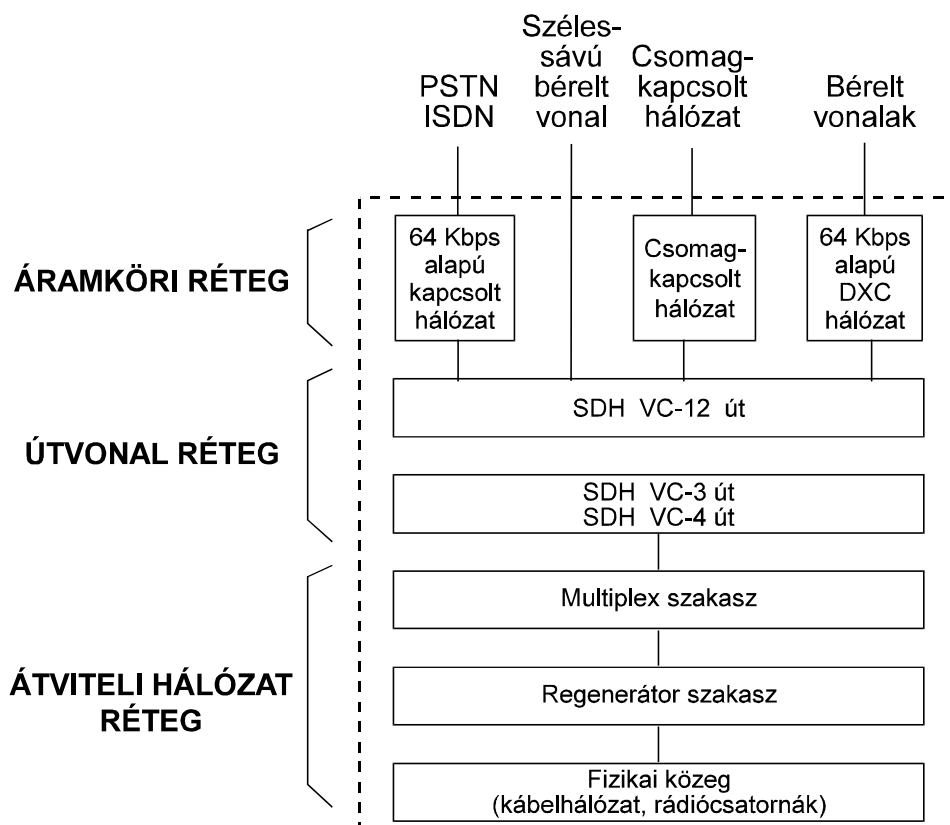 PSTN
ISDN
Széles-
sávú
bérelt
vonal
Csomag-
kapcsolt
hálózat
Bérelt
vonalak
ÁRAMKÖRI RÉTEG
64 Kbps
alapú
kapcsolt
hálózat
Csomag-
kapcsolt
hálózat
64 Kbps
alapú
DXC
hálózat
ÚTVONAL RÉTEG
SDH VC-12 út
SDH VC-3 út
SDH VC-4 út
ÁTVITELI HÁLÓZAT
RÉTEG
Multiplex szakasz
Regenerátor szakasz
Fizikai közeg
(kábelhálózat, rádiócsatornák)